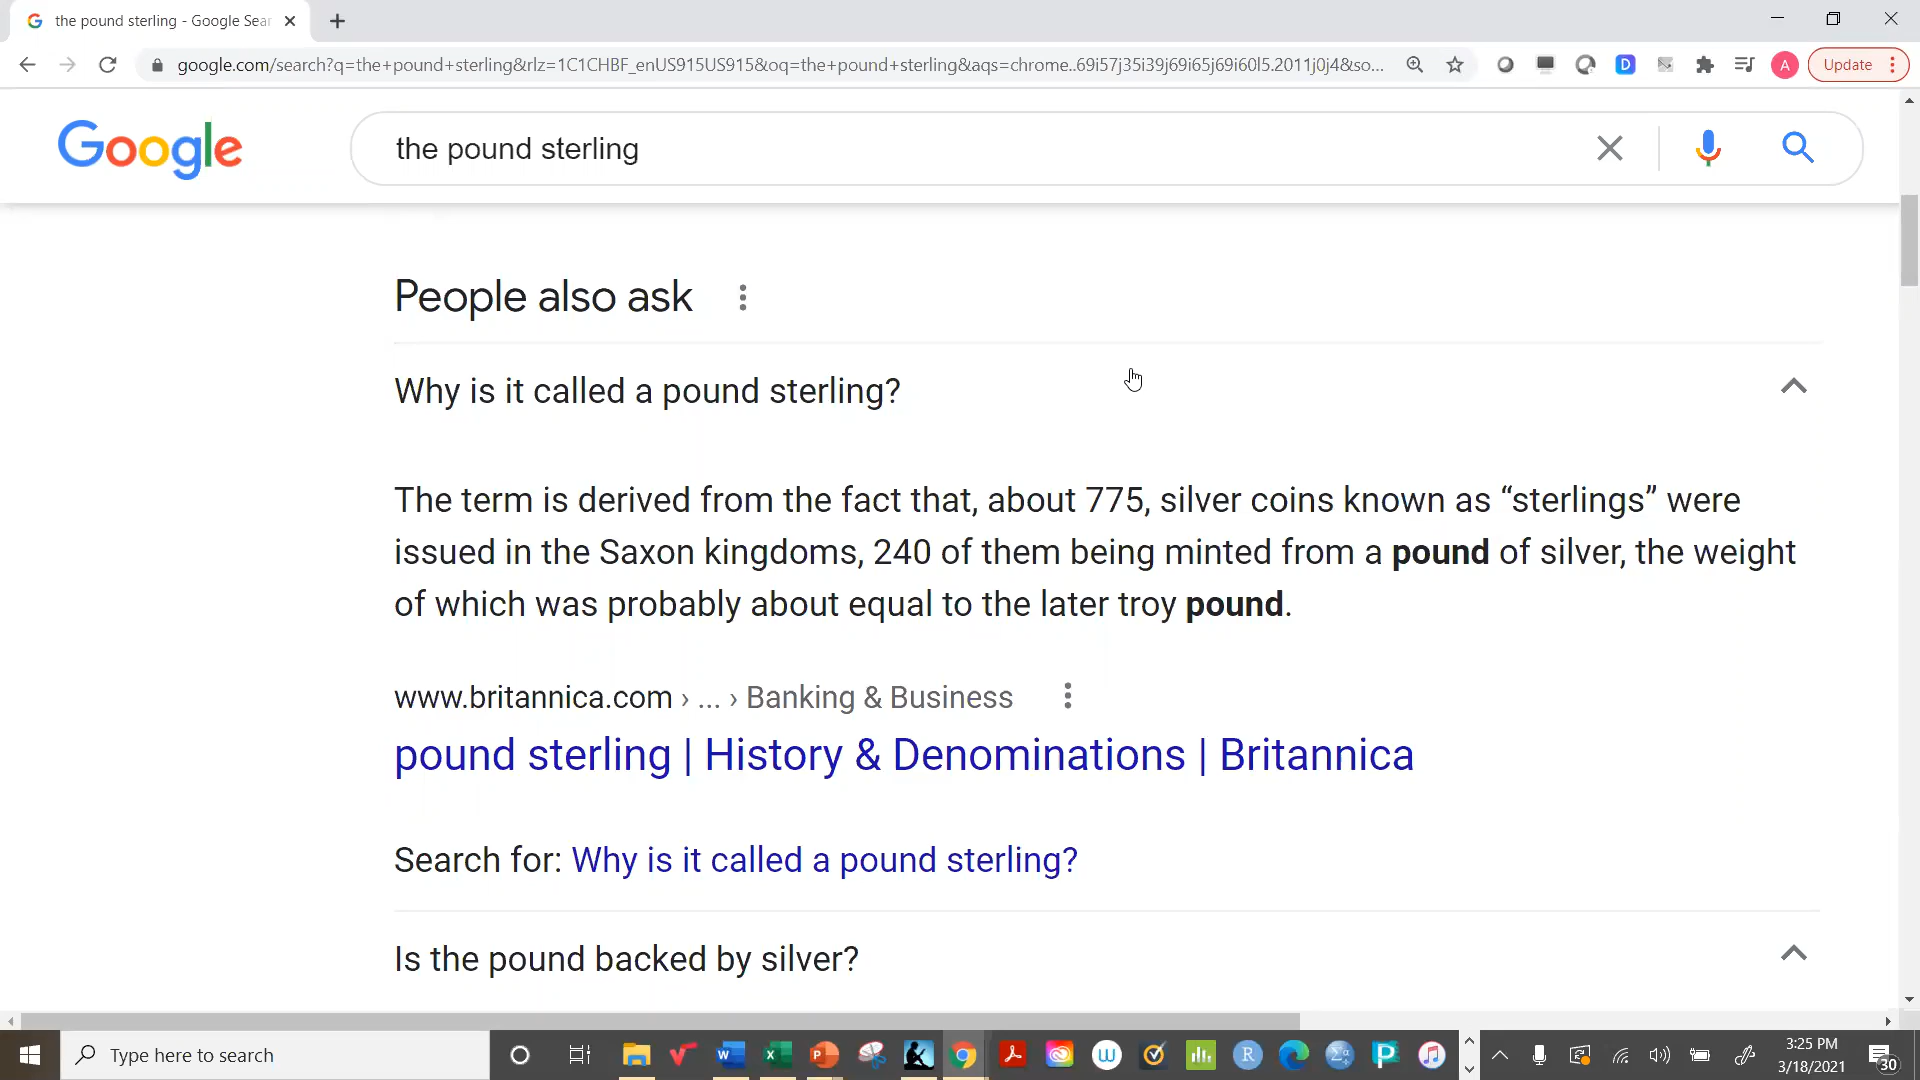 the pound sterling - Google Sear
google.com/search?q=the+pound+sterling&rlz=1C1CHBF_enUS915US915&oq=the+pound+sterling&aqs=chrome..69i57j35i39j69i65j69i60l5.2011j0j4&so...
D
A
Update
Google
the pound sterling
People also ask
Why is it called a pound sterling?
The term is derived from the fact that, about 775, silver coins known as “sterlings” were
issued in the Saxon kingdoms, 240 of them being minted from a pound of silver, the weight
of which was probably about equal to the later troy pound.
www.britannica.com › ... › Banking & Business
pound sterling | History & Denominations | Britannica
Search for: Why is it called a pound sterling?
Is the pound backed by silver?
Type here to search
3:25 PM
3/18/2021
30